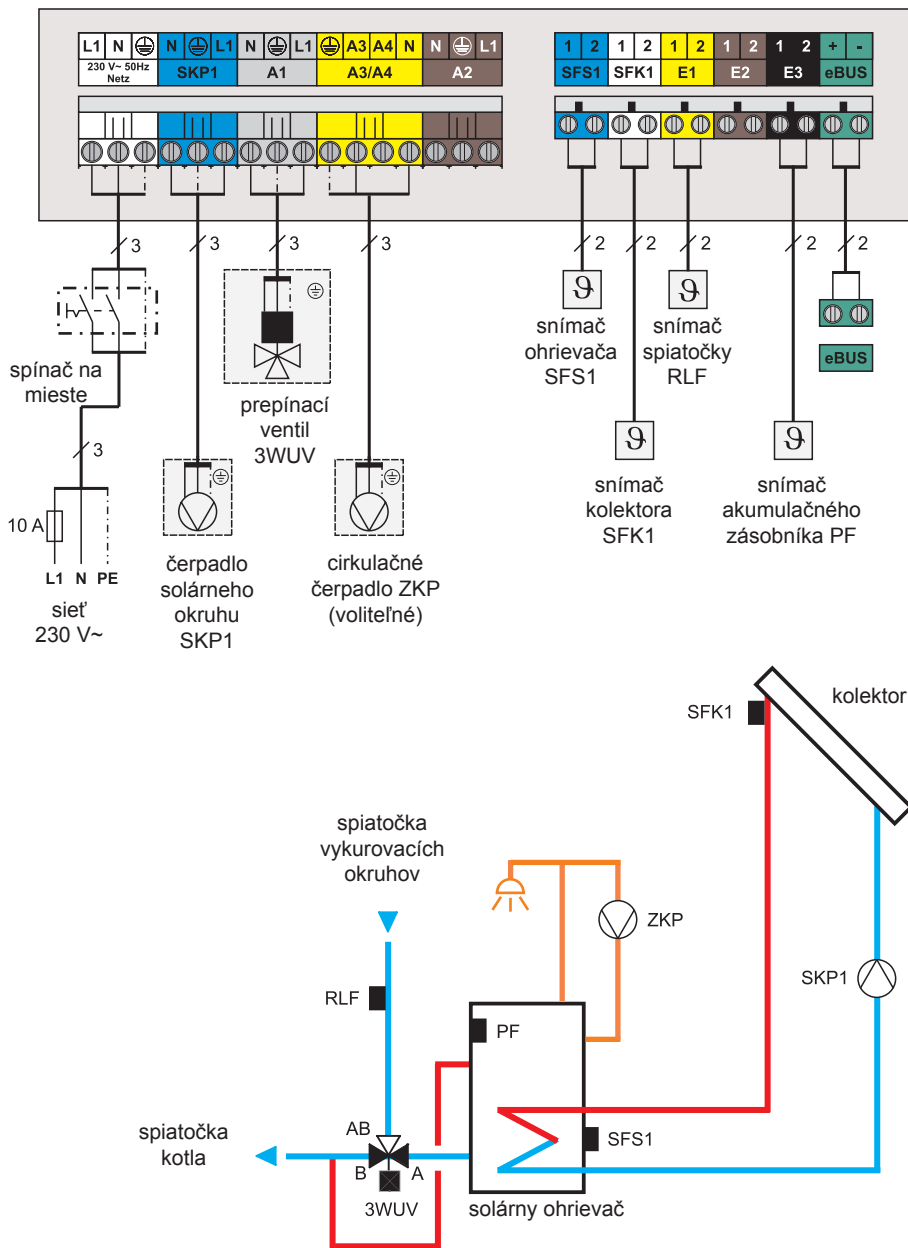 L1 N N L1 N L1 A3 A4 N N L1
230 V~ 50Hz
Netz
SKP1 A1 A3/A4 A2
1 2 1 2 1 2 1 2 1 2 + -
SFS1 SFK1 E1 E2 E3 eBUS
3 3 3 3 2 2 2 2 2
spínač na
mieste
3
10 A
L1 N PE
sieť
230 V~
čerpadlo
solárneho
okruhu
SKP1
prepínací
ventil
3WUV
cirkulačné
čerpadlo ZKP
(voliteľné)
ϑ
snímač
ohrievača
SFS1
ϑ
snímač
spiatočky
RLF
eBUS
ϑ
snímač
kolektora
SFK1
ϑ
snímač
akumulačného
zásobníka PF
kolektor
SFK1
spiatočka
vykurovacích
okruhov
ZKP
SKP1
RLF
PF
AB
SFS1
spiatočka
kotla
B A
3WUV
solárny ohrievač